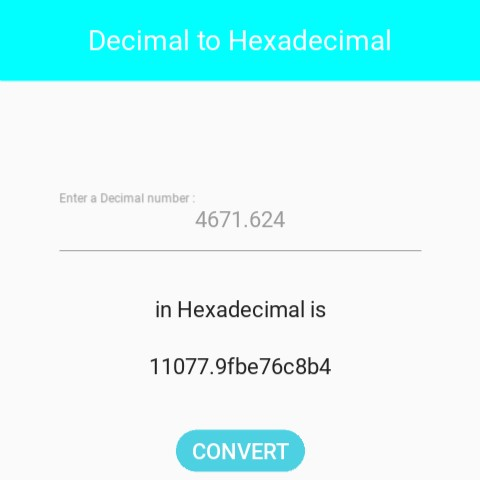 Decimal to Hexadecimal
Enter a Decimal number :
4671.624
in Hexadecimal is
11077.9fbe76c8b4
CONVERT